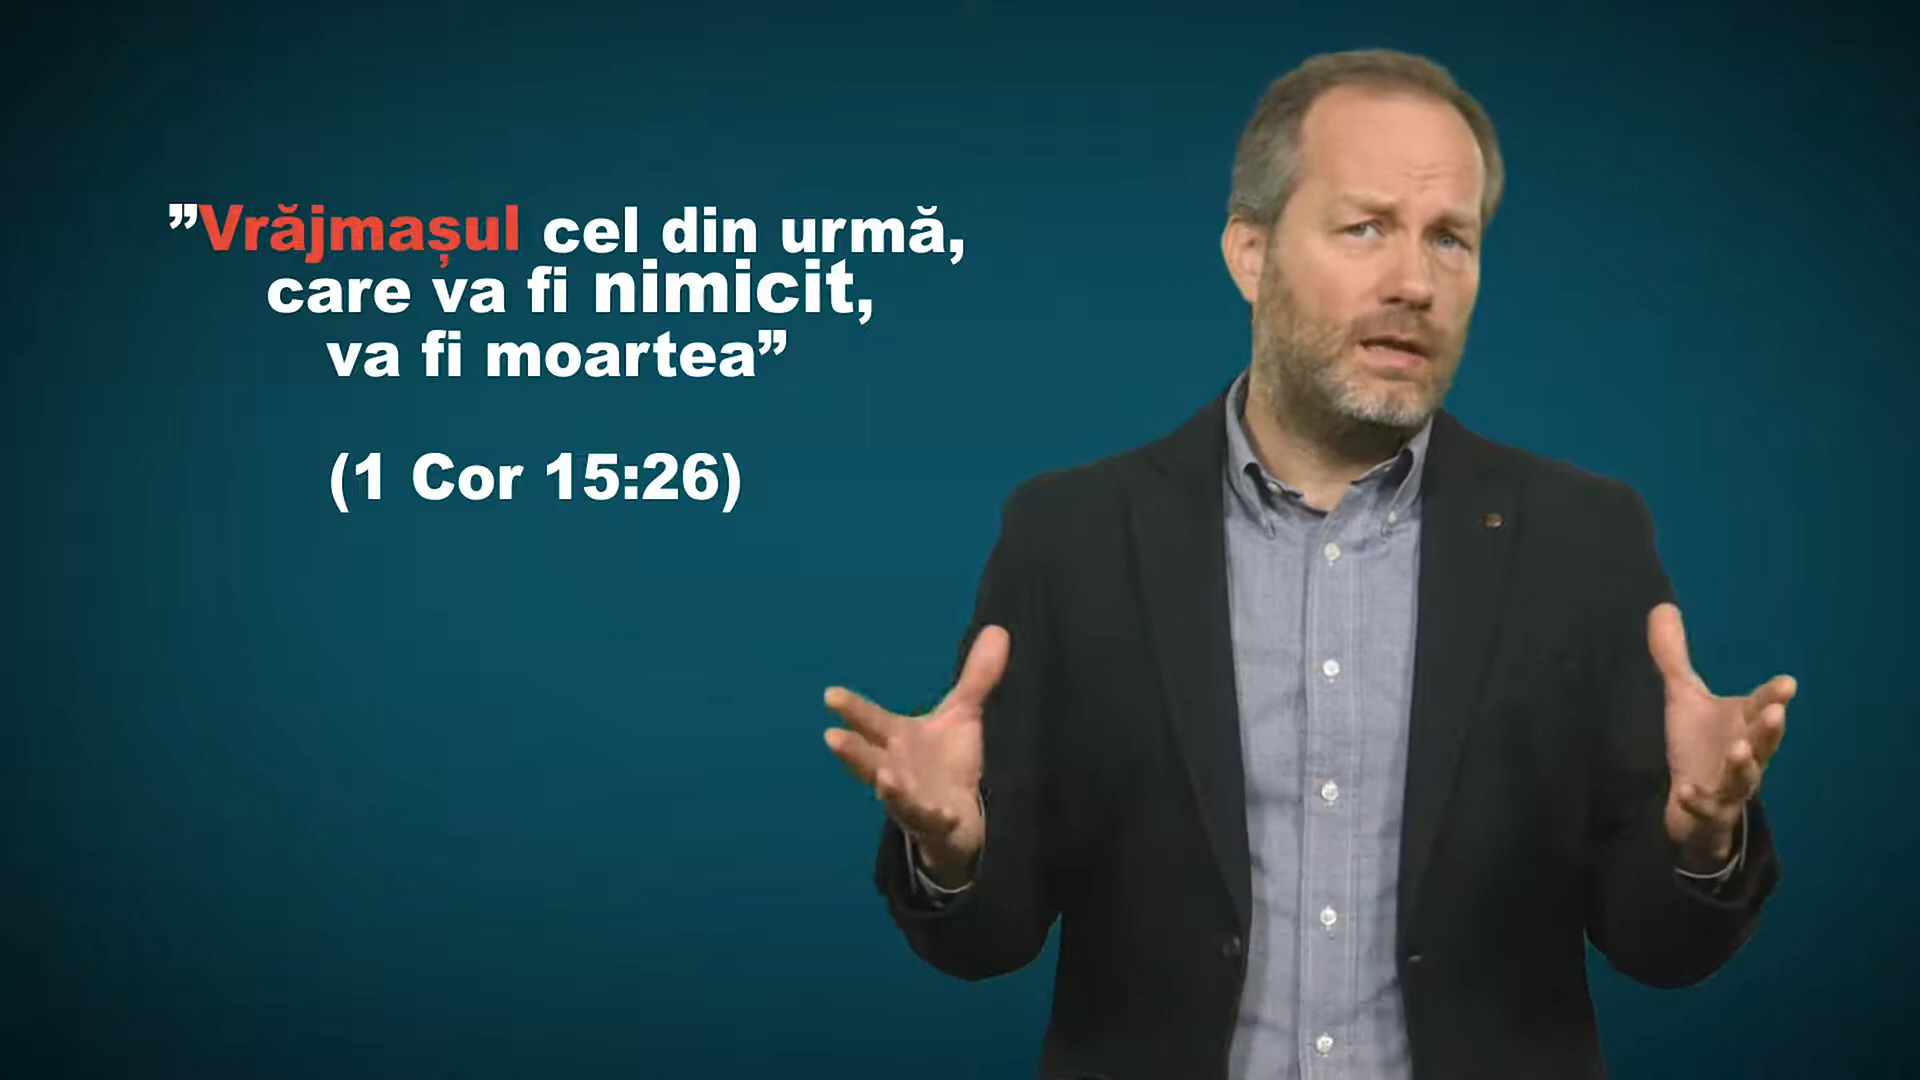 ”Vrăjmașul cel din urmă,
care va fi nimicit,
va fi moartea”
(1 Cor 15:26)